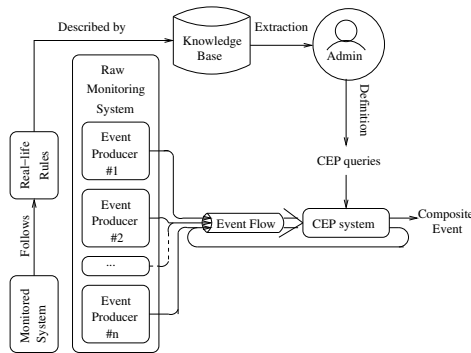 Described by
Knowledge
Base
Extraction
Admin
Raw
Monitoring
System
Definition
Event
Producer
#1
Real-life
Rules
CEP queries
Event
Producer
#2
Follows
Event Flow
CEP system
Composite
Event
...
Monitored
System
Event
Producer
#n